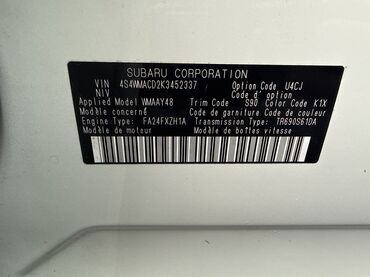 SUBARU CORPORATION
VIN 4S4WMACD2K3452337 Option Code U4CJ
NIV Code d' option
Applied Model WMAAY48 Trim Code S90 Color Code K1X
Modèle concerné Code de garniture Code de couleur
Engine Type FA24FXZH1A Transmission Type TR690S61DA
Modèle de moteur Modèle de boîtes vitesse